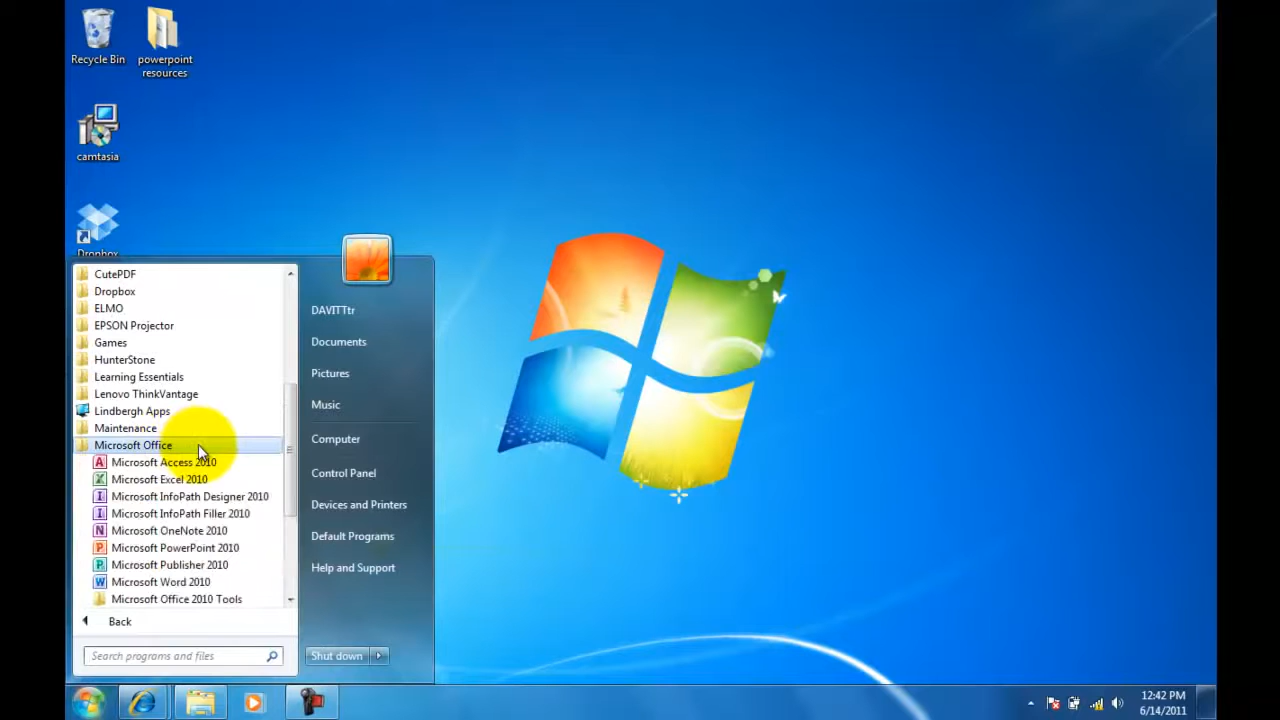 Recycle Bin
powerpoint
resources
camtasia
Dropbox
CutePDF
Dropbox
ELMO
EPSON Projector
Games
HunterStone
Learning Essentials
Lenovo ThinkVantage
Lindbergh Apps
Maintenance
Microsoft Office
Microsoft Access 2010
Microsoft Excel 2010
Microsoft InfoPath Designer 2010
Microsoft InfoPath Filler 2010
Microsoft OneNote 2010
Microsoft PowerPoint 2010
Microsoft Publisher 2010
Microsoft Word 2010
Microsoft Office 2010 Tools
Back
Search programs and files
DAVITTtr
Documents
Pictures
Music
Computer
Control Panel
Devices and Printers
Default Programs
Help and Support
Shut down
12:42 PM
6/14/2011